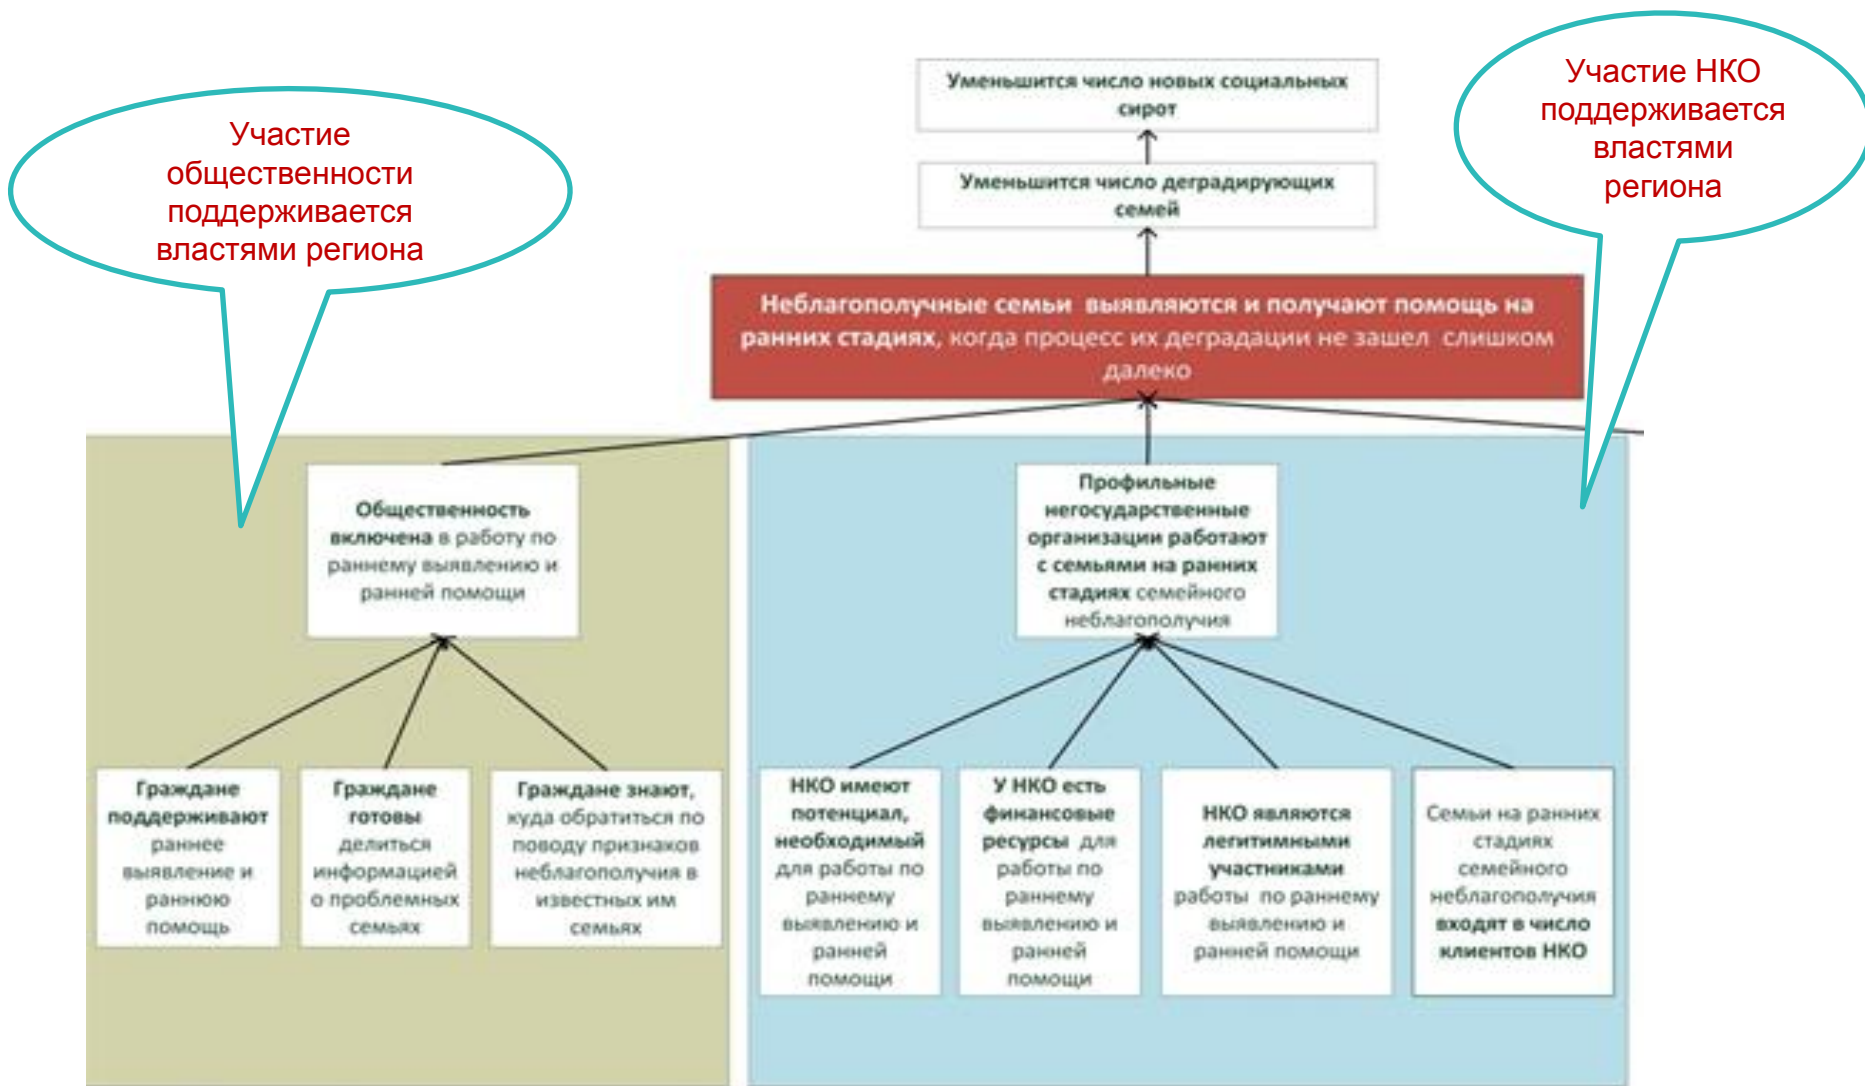 Участие
общественности
поддерживается
властями региона
Участие НКО
поддерживается
властями
региона
Уменьшится число новых социальных
сирот
Уменьшится число деградирующих
семей
Неблагополучные семьи выявляются и получают помощь на
ранних стадиях, когда процесс их деградации не зашел слишком
далеко
Общественность
включена в работу по
раннему выявлению и
ранней помощи
Профильные
негосударственные
организации работают
с семьями на ранних
стадиях семейного
неблагополучия
Граждане
поддерживают
раннее
выявление и
раннюю
помощь
Граждане
готовы
делиться
информацией
о проблемных
семьях
Граждане знают,
куда обратиться по
поводу признаков
неблагополучия в
известных им
семьях
НКО имеют
потенциал,
необходимый
для работы по
раннему
выявлению и
ранней
помощи
У НКО есть
финансовые
ресурсы для
работы по
раннему
выявлению и
ранней
помощи
НКО являются
легитимными
участниками
работы по раннему
выявлению и
ранней помощи
Семьи на ранних
стадиях
семейного
неблагополучия
входят в число
клиентов НКО